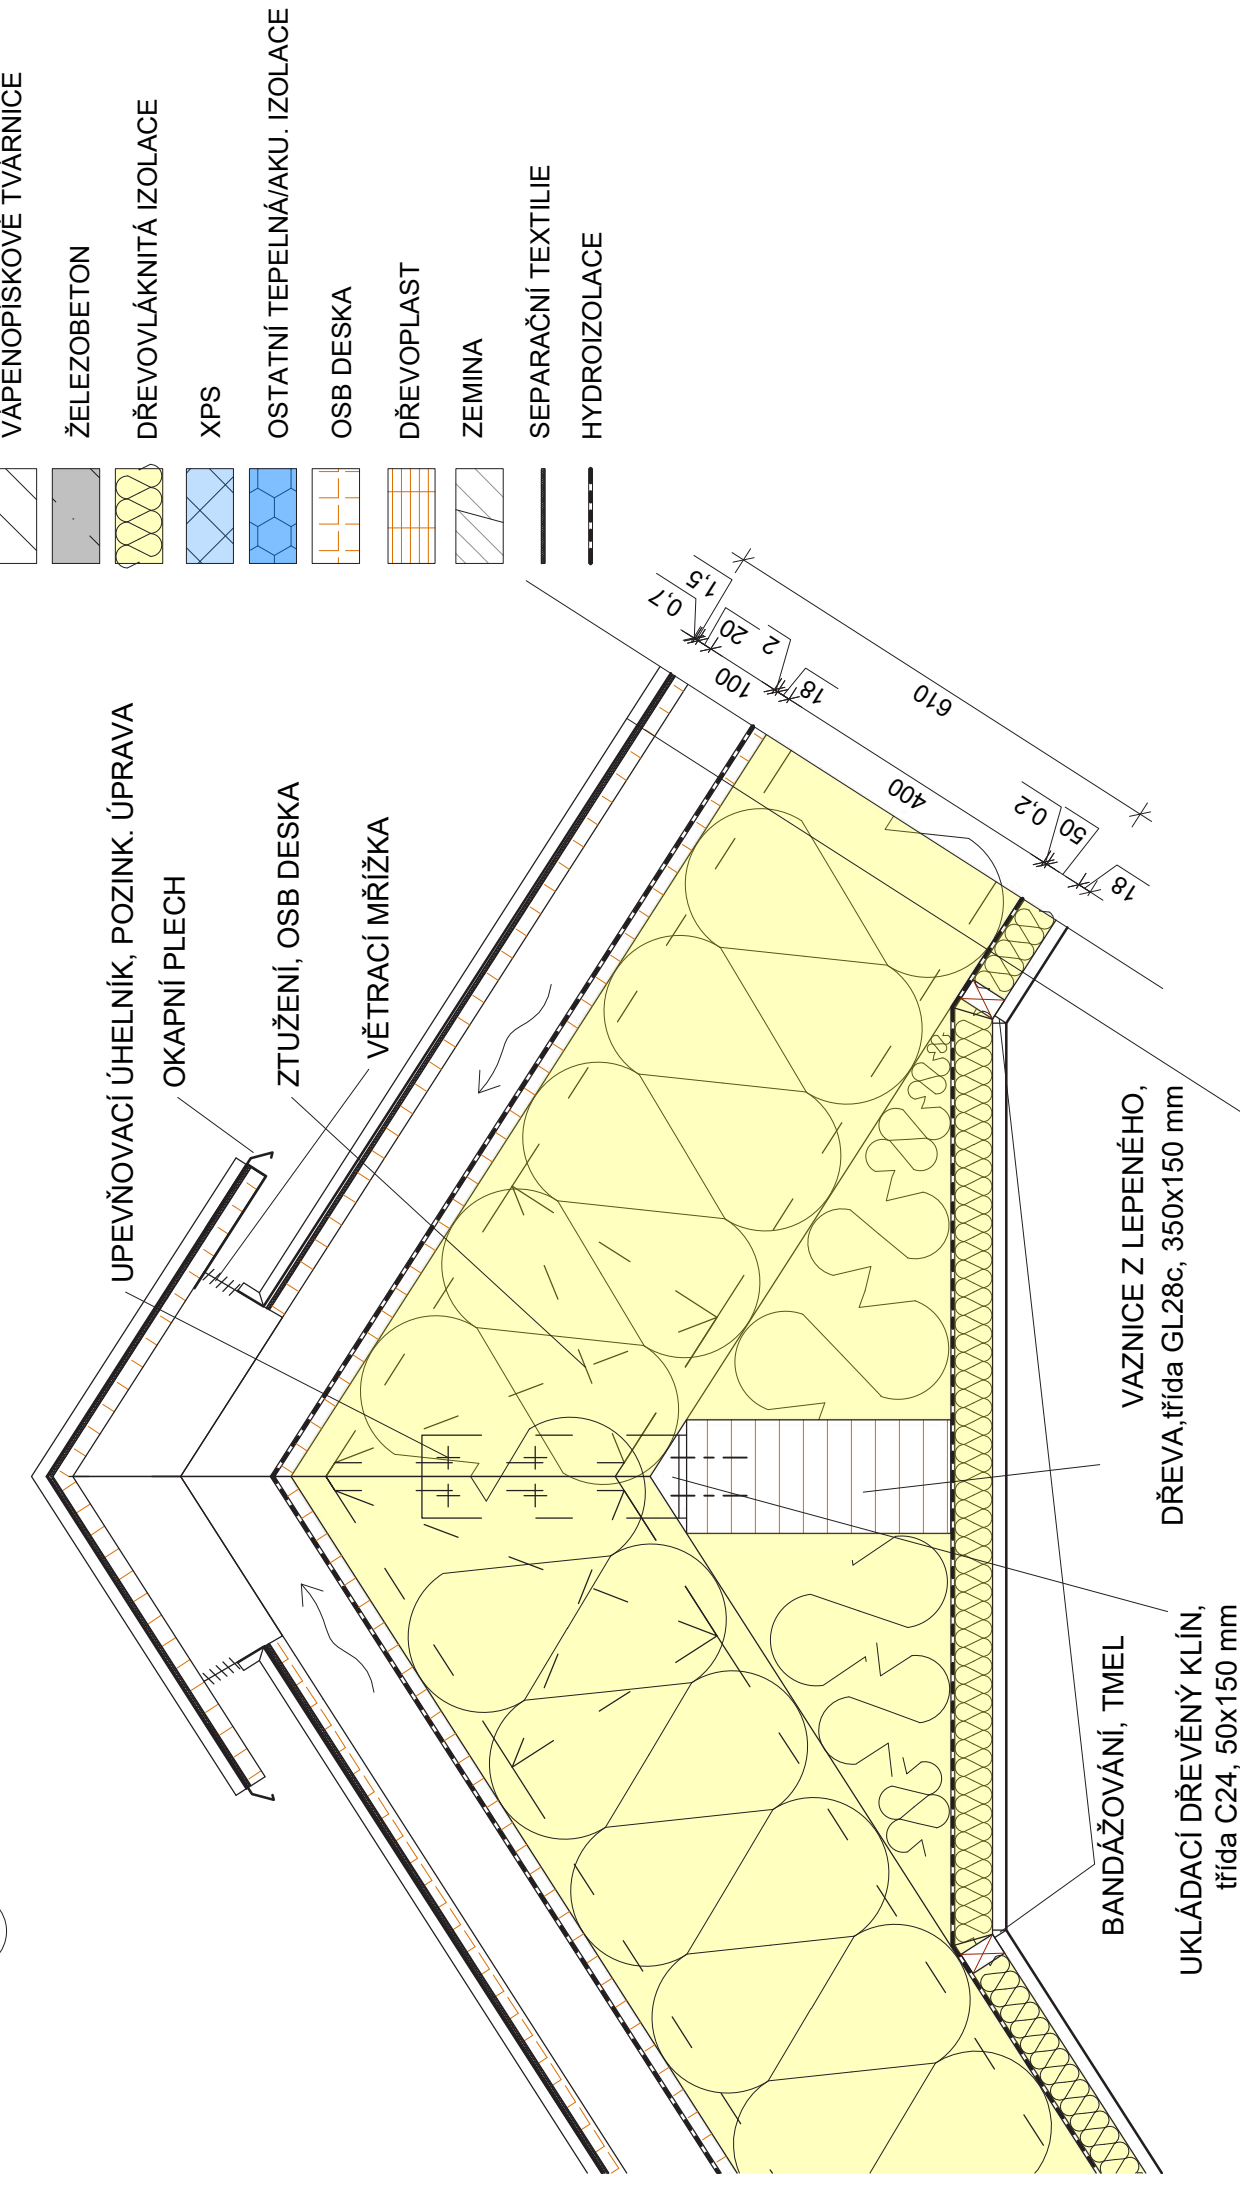 VÁPENOPÍSKOVÉ TVÁRNICE
ŽELEZOBETON
DŘEVOVLÁKNITÁ IZOLACE
XPS
OSTATNÍ TEPELNÁ/AKU. IZOLACE
OSB DESKA
DŘEVOPLAST
ZEMINA
SEPARAČNÍ TEXTILIE
HYDROIZOLACE
UPEVŇOVACÍ ÚHELNÍK, POZINK. ÚPRAVA
OKAPNÍ PLECH
ZTUŽENÍ, OSB DESKA
VĚTRACÍ MŘÍŽKA
0,7
1,5
20
100
2
18
610
400
0,2
50
18
VAZNICE Z LEPENÉHO,
DŘEVA,třída GL28c, 350x150 mm
BANDÁŽOVÁNÍ, TMEL
UKLÁDACÍ DŘEVĚNÝ KLÍN,
třída C24, 50x150 mm